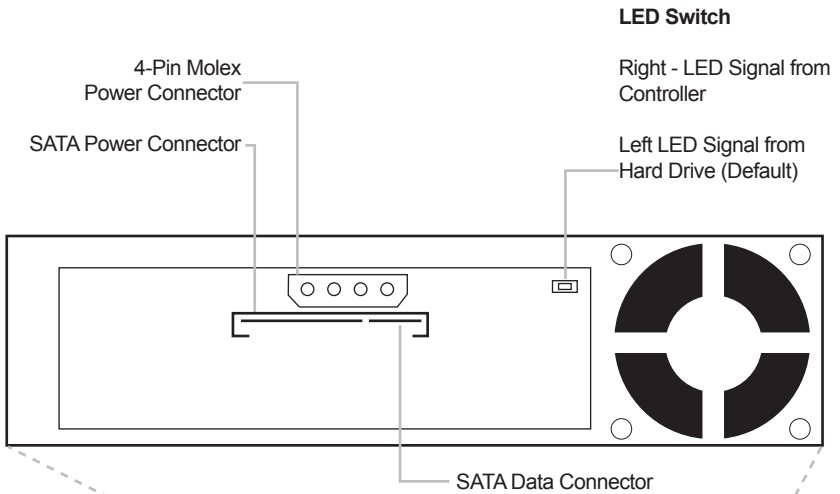 LED Switch
Right - LED Signal from
Controller
Left LED Signal from
Hard Drive (Default)
4-Pin Molex
Power Connector
SATA Power Connector
SATA Data Connector